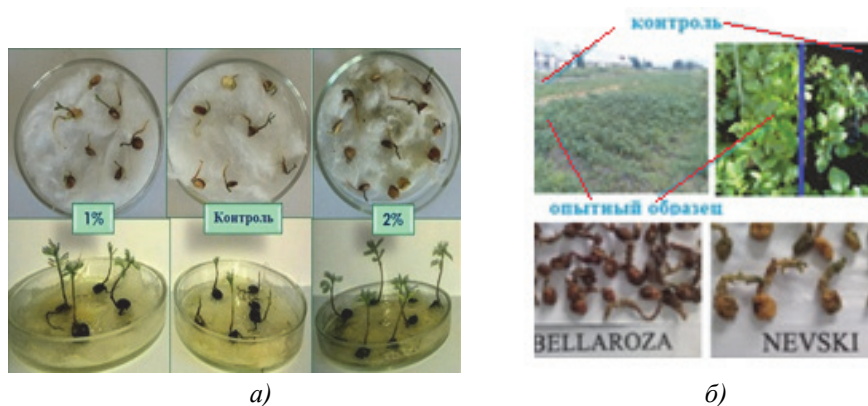 1%
Контроль
2%
а)
контроль
опытный образец
BELLAROZA
NEVSKI
б)